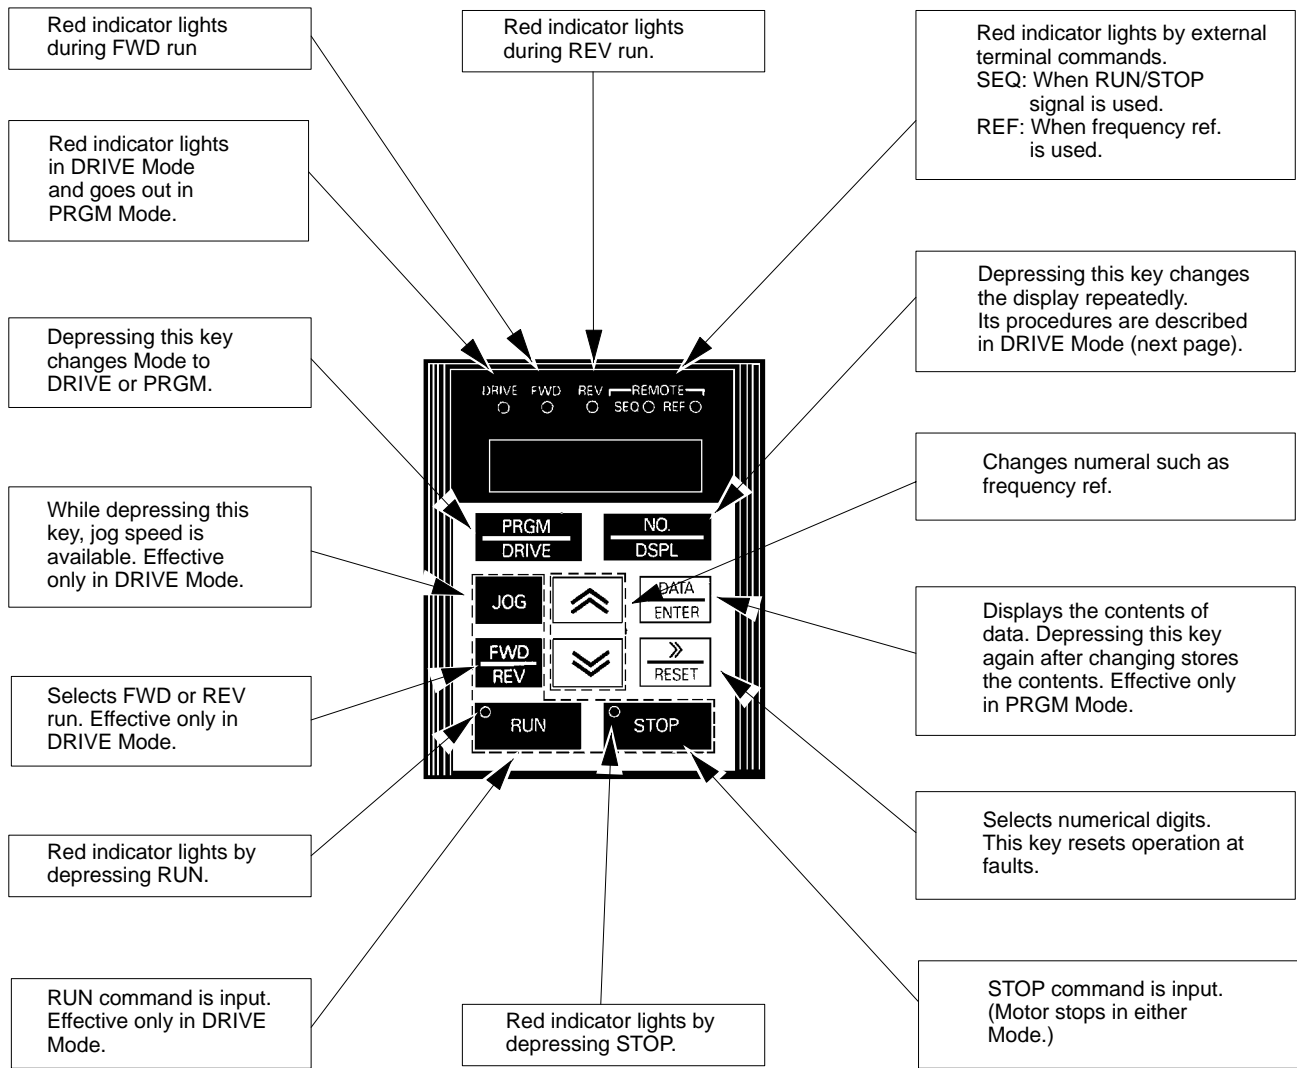 Red indicator lights
during FWD run
Red indicator lights
during REV run.
Red indicator lights by external
terminal commands.
SEQ: When RUN/STOP
signal is used.
REF: When frequency ref.
is used.
Red indicator lights
in DRIVE Mode
and goes out in
PRGM Mode.
Depressing this key changes
the display repeatedly.
Its procedures are described
in DRIVE Mode (next page).
Depressing this key
changes Mode to
DRIVE or PRGM.
Changes numeral such as
frequency ref.
While depressing this
key, jog speed is
available. Effective
only in DRIVE Mode.
Displays the contents of
data. Depressing this key
again after changing stores
the contents. Effective only
in PRGM Mode.
Selects FWD or REV
run. Effective only in
DRIVE Mode.
Selects numerical digits.
This key resets operation at
faults.
Red indicator lights by
depressing RUN.
RUN command is input.
Effective only in DRIVE
Mode.
Red indicator lights by
depressing STOP.
STOP command is input.
(Motor stops in either
Mode.)
DRIVE FWD REV REMOTE
SEQ REF
PRGM
DRIVE
NO.
DSPL
JOG
DATA
ENTER
FWD
REV
RESET
RUN
STOP